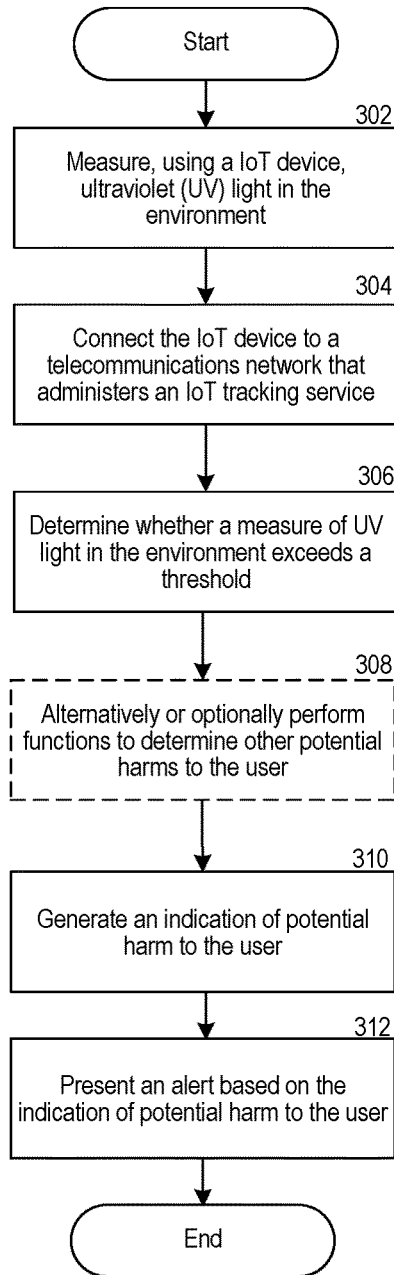 Start
302
Measure, using a IoT device,
ultraviolet (UV) light in the
environment
304
Connect the IoT device to a
telecommunications network that
administers an IoT tracking service
306
Determine whether a measure of UV
light in the environment exceeds a
threshold
308
Alternatively or optionally perform
functions to determine other potential
harms to the user
310
Generate an indication of potential
harm to the user
312
Present an alert based on the
indication of potential harm to the user
End